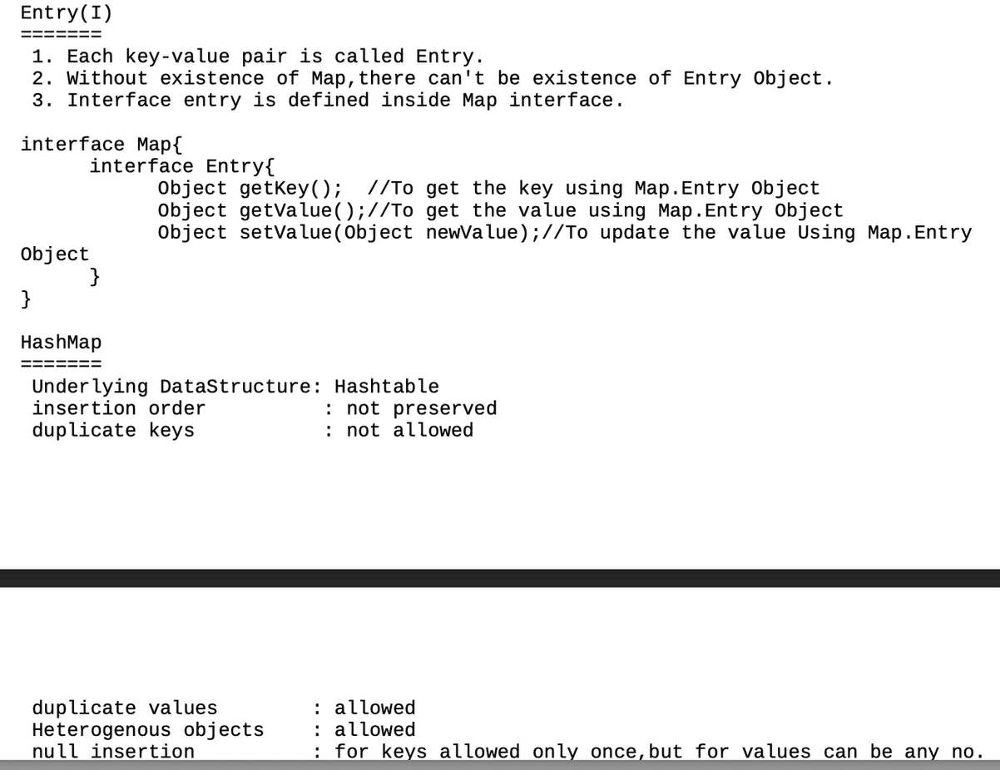 Entry(I)
=======
 1. Each key-value pair is called Entry.
 2. Without existence of Map,there can't be existence of Entry Object.
 3. Interface entry is defined inside Map interface.

interface Map{
      interface Entry{
            Object getKey();  //To get the key using Map.Entry Object
            Object getValue();//To get the value using Map.Entry Object
            Object setValue(Object newValue);//To update the value Using Map.Entry
Object
      }
}

HashMap
=======
 Underlying DataStructure: Hashtable
 insertion order          : not preserved
 duplicate keys           : not allowed
 duplicate values        : allowed
 Heterogenous objects    : allowed
 null insertion          : for keys allowed only once,but for values can be any no.